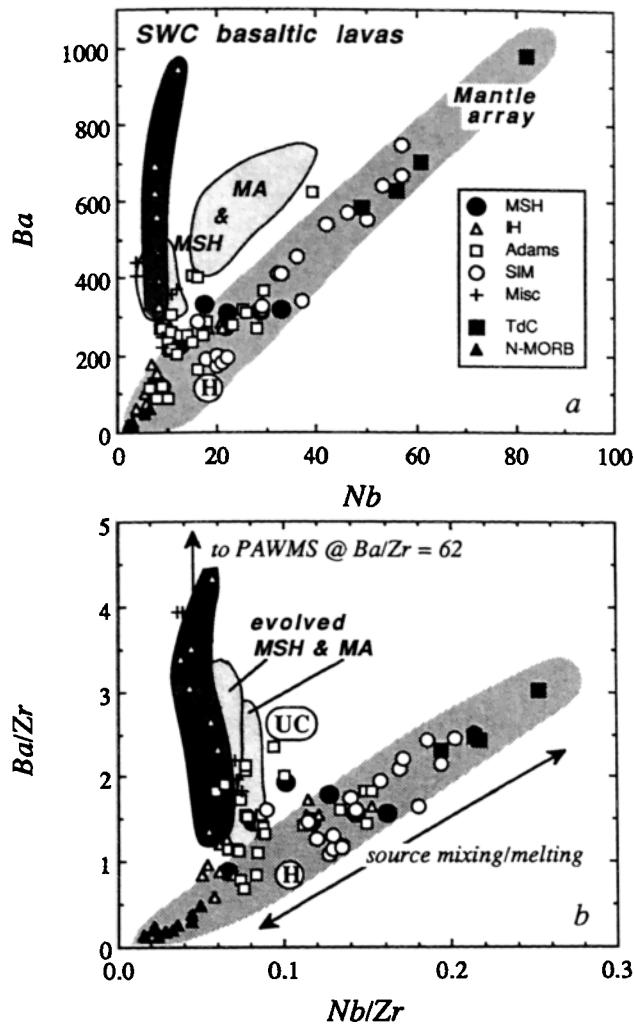 SWC basaltic lavas
Mantle
array
MA
&
MSH
H
MSH
IH
Adams
SIM
Misc
TdC
N-MORB
a
Ba
1000
800
600
400
200
0
0 20 40 60 80 100
Nb
to PAWMS @ Ba/Zr = 62
evolved
MSH & MA
UC
H
source mixing/melting
b
Ba/Zr
5
4
3
2
1
0
0.0 0.1 0.2 0.3
Nb/Zr